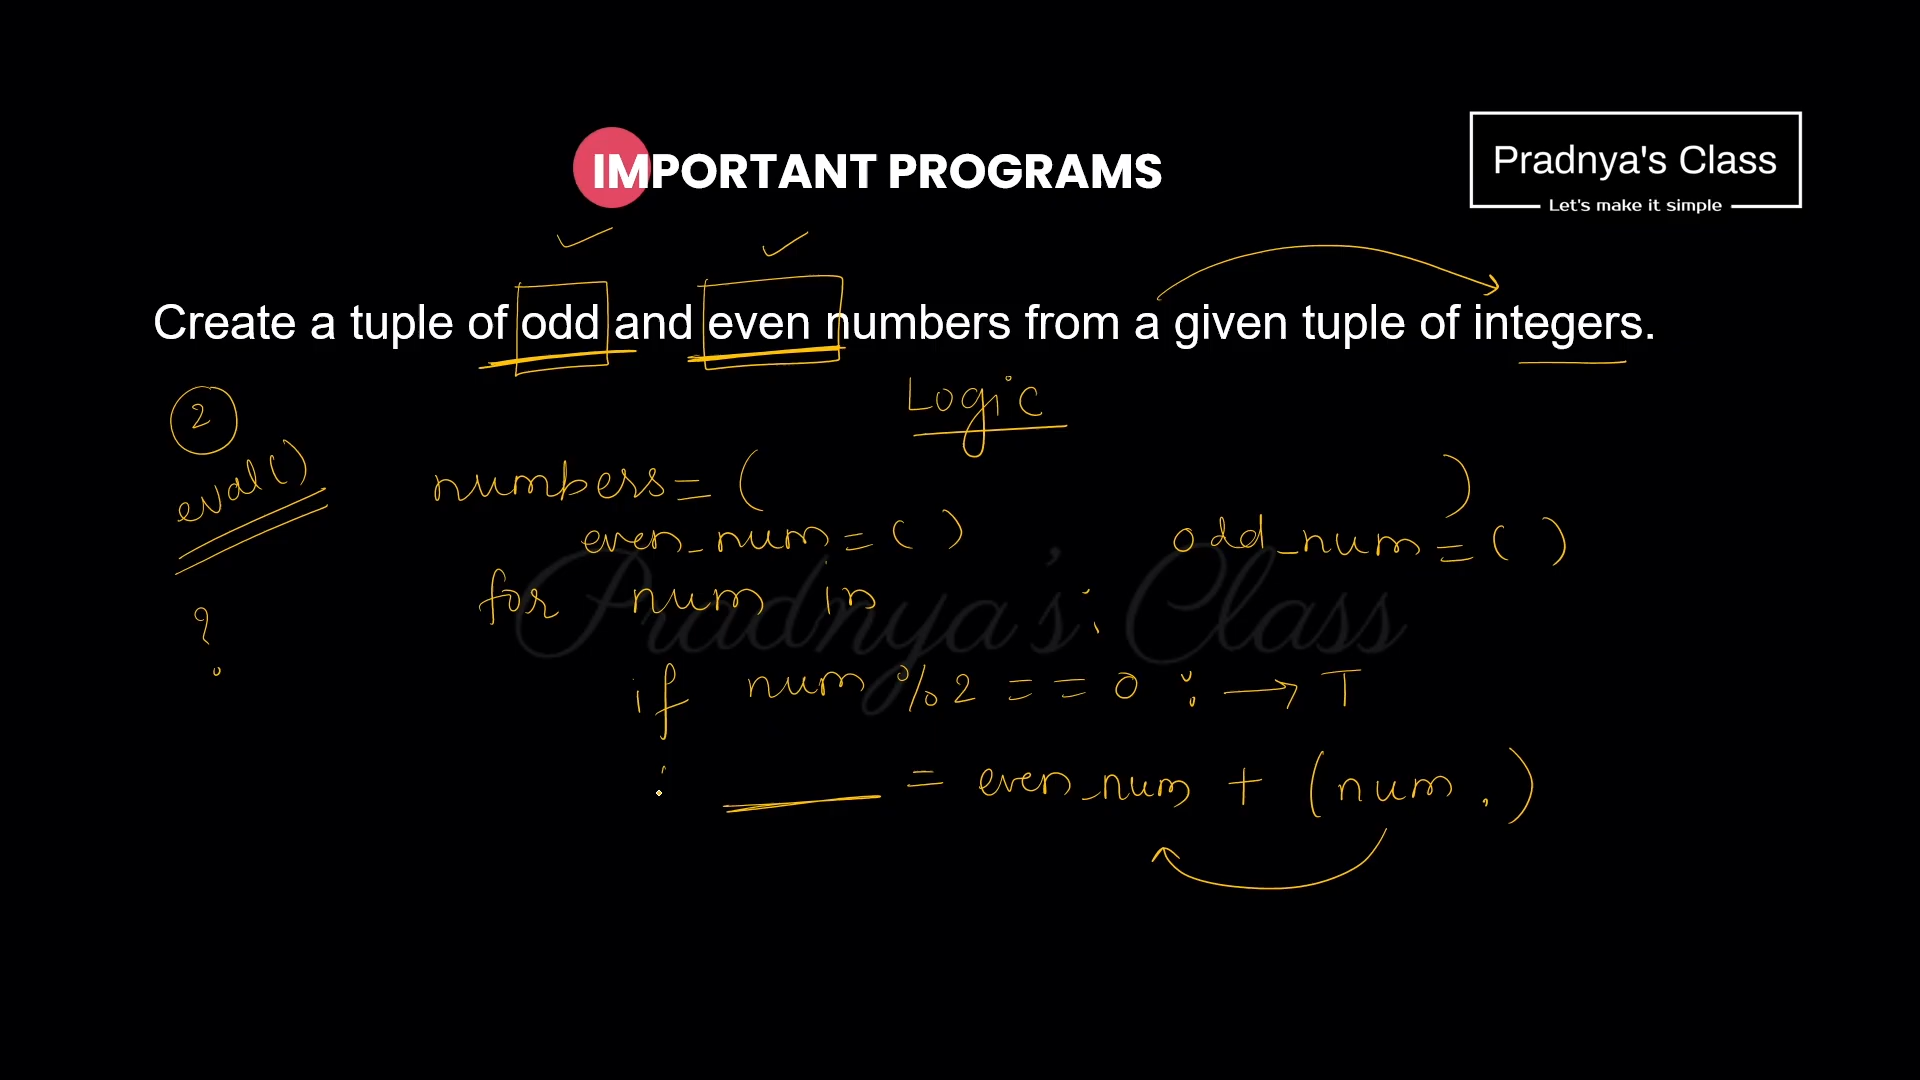 IMPORTANT PROGRAMS
Pradnya's Class
Let's make it simple
Create a tuple of odd and even numbers from a given tuple of integers.
2
Logic
eval()
numbers = ( )
even_num = ( ) odd_num = ( )
for num in :
?
if num % 2 == 0 : → T
: = even_num + (num , )
Pradnya's Class